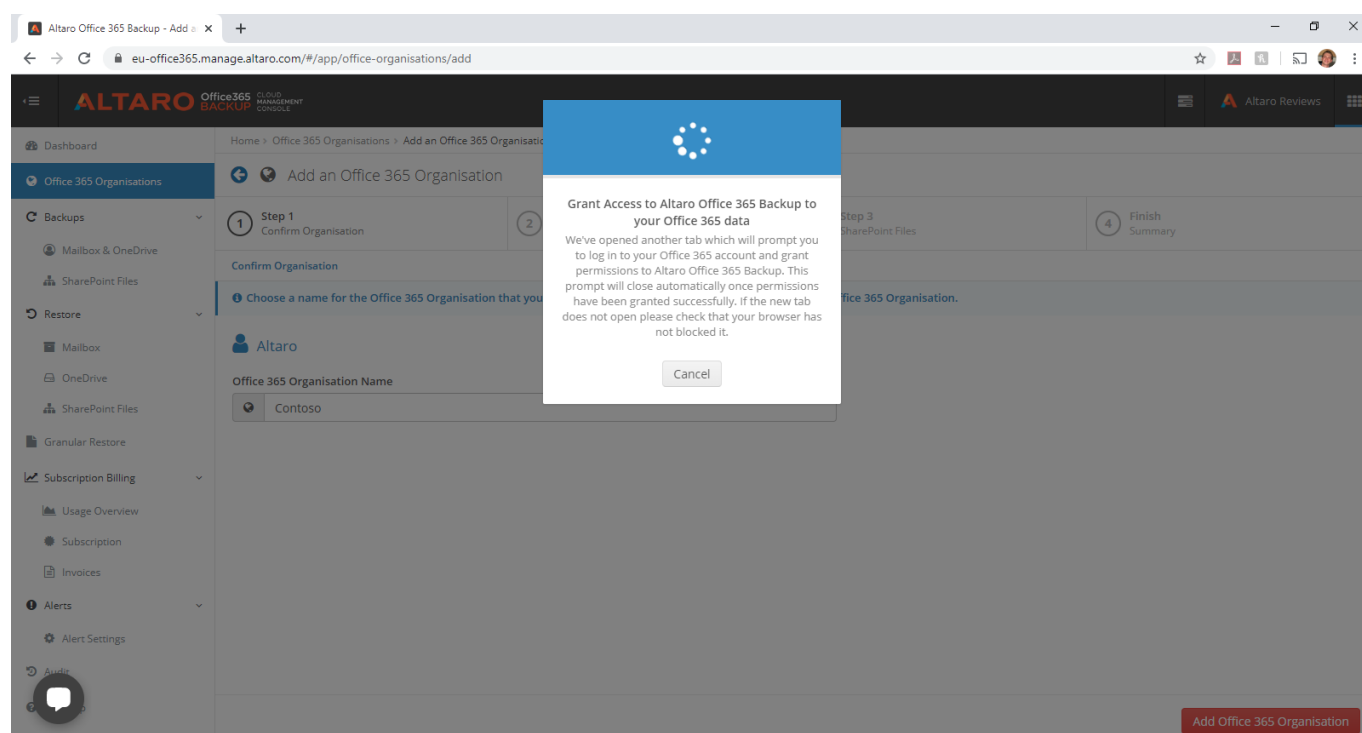 Altaro Office 365 Backup - Add a
eu-office365.manage.altaro.com/#/app/office-organisations/add
ALTARO Office365 BACKUP CLOUD MANAGEMENT CONSOLE
Altaro Reviews
Dashboard
Office 365 Organisations
Backups
Mailbox & OneDrive
SharePoint Files
Restore
Mailbox
OneDrive
SharePoint Files
Granular Restore
Subscription Billing
Usage Overview
Subscription
Invoices
Alerts
Alert Settings
Audit
Home > Office 365 Organisations > Add an Office 365 Organisatio
Add an Office 365 Organisation
1 Step 1
Confirm Organisation
2
Step 3
SharePoint Files
4 Finish
Summary
Confirm Organisation
Choose a name for the Office 365 Organisation that you
fice 365 Organisation.
Altaro
Office 365 Organisation Name
Contoso
Grant Access to Altaro Office 365 Backup to
your Office 365 data
We've opened another tab which will prompt you
to log in to your Office 365 account and grant
permissions to Altaro Office 365 Backup. This
prompt will close automatically once permissions
have been granted successfully. If the new tab
does not open please check that your browser has
not blocked it.
Cancel
Add Office 365 Organisation